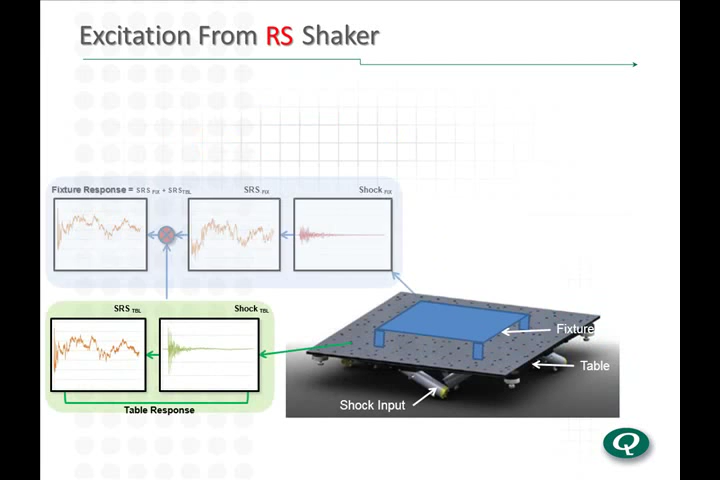 Excitation From RS Shaker
Fixture Response = SRS FIX + SRS TBL
SRS FIX
Shock FIX
SRS TBL
Shock TBL
Table Response
Fixture
Table
Shock Input
Q